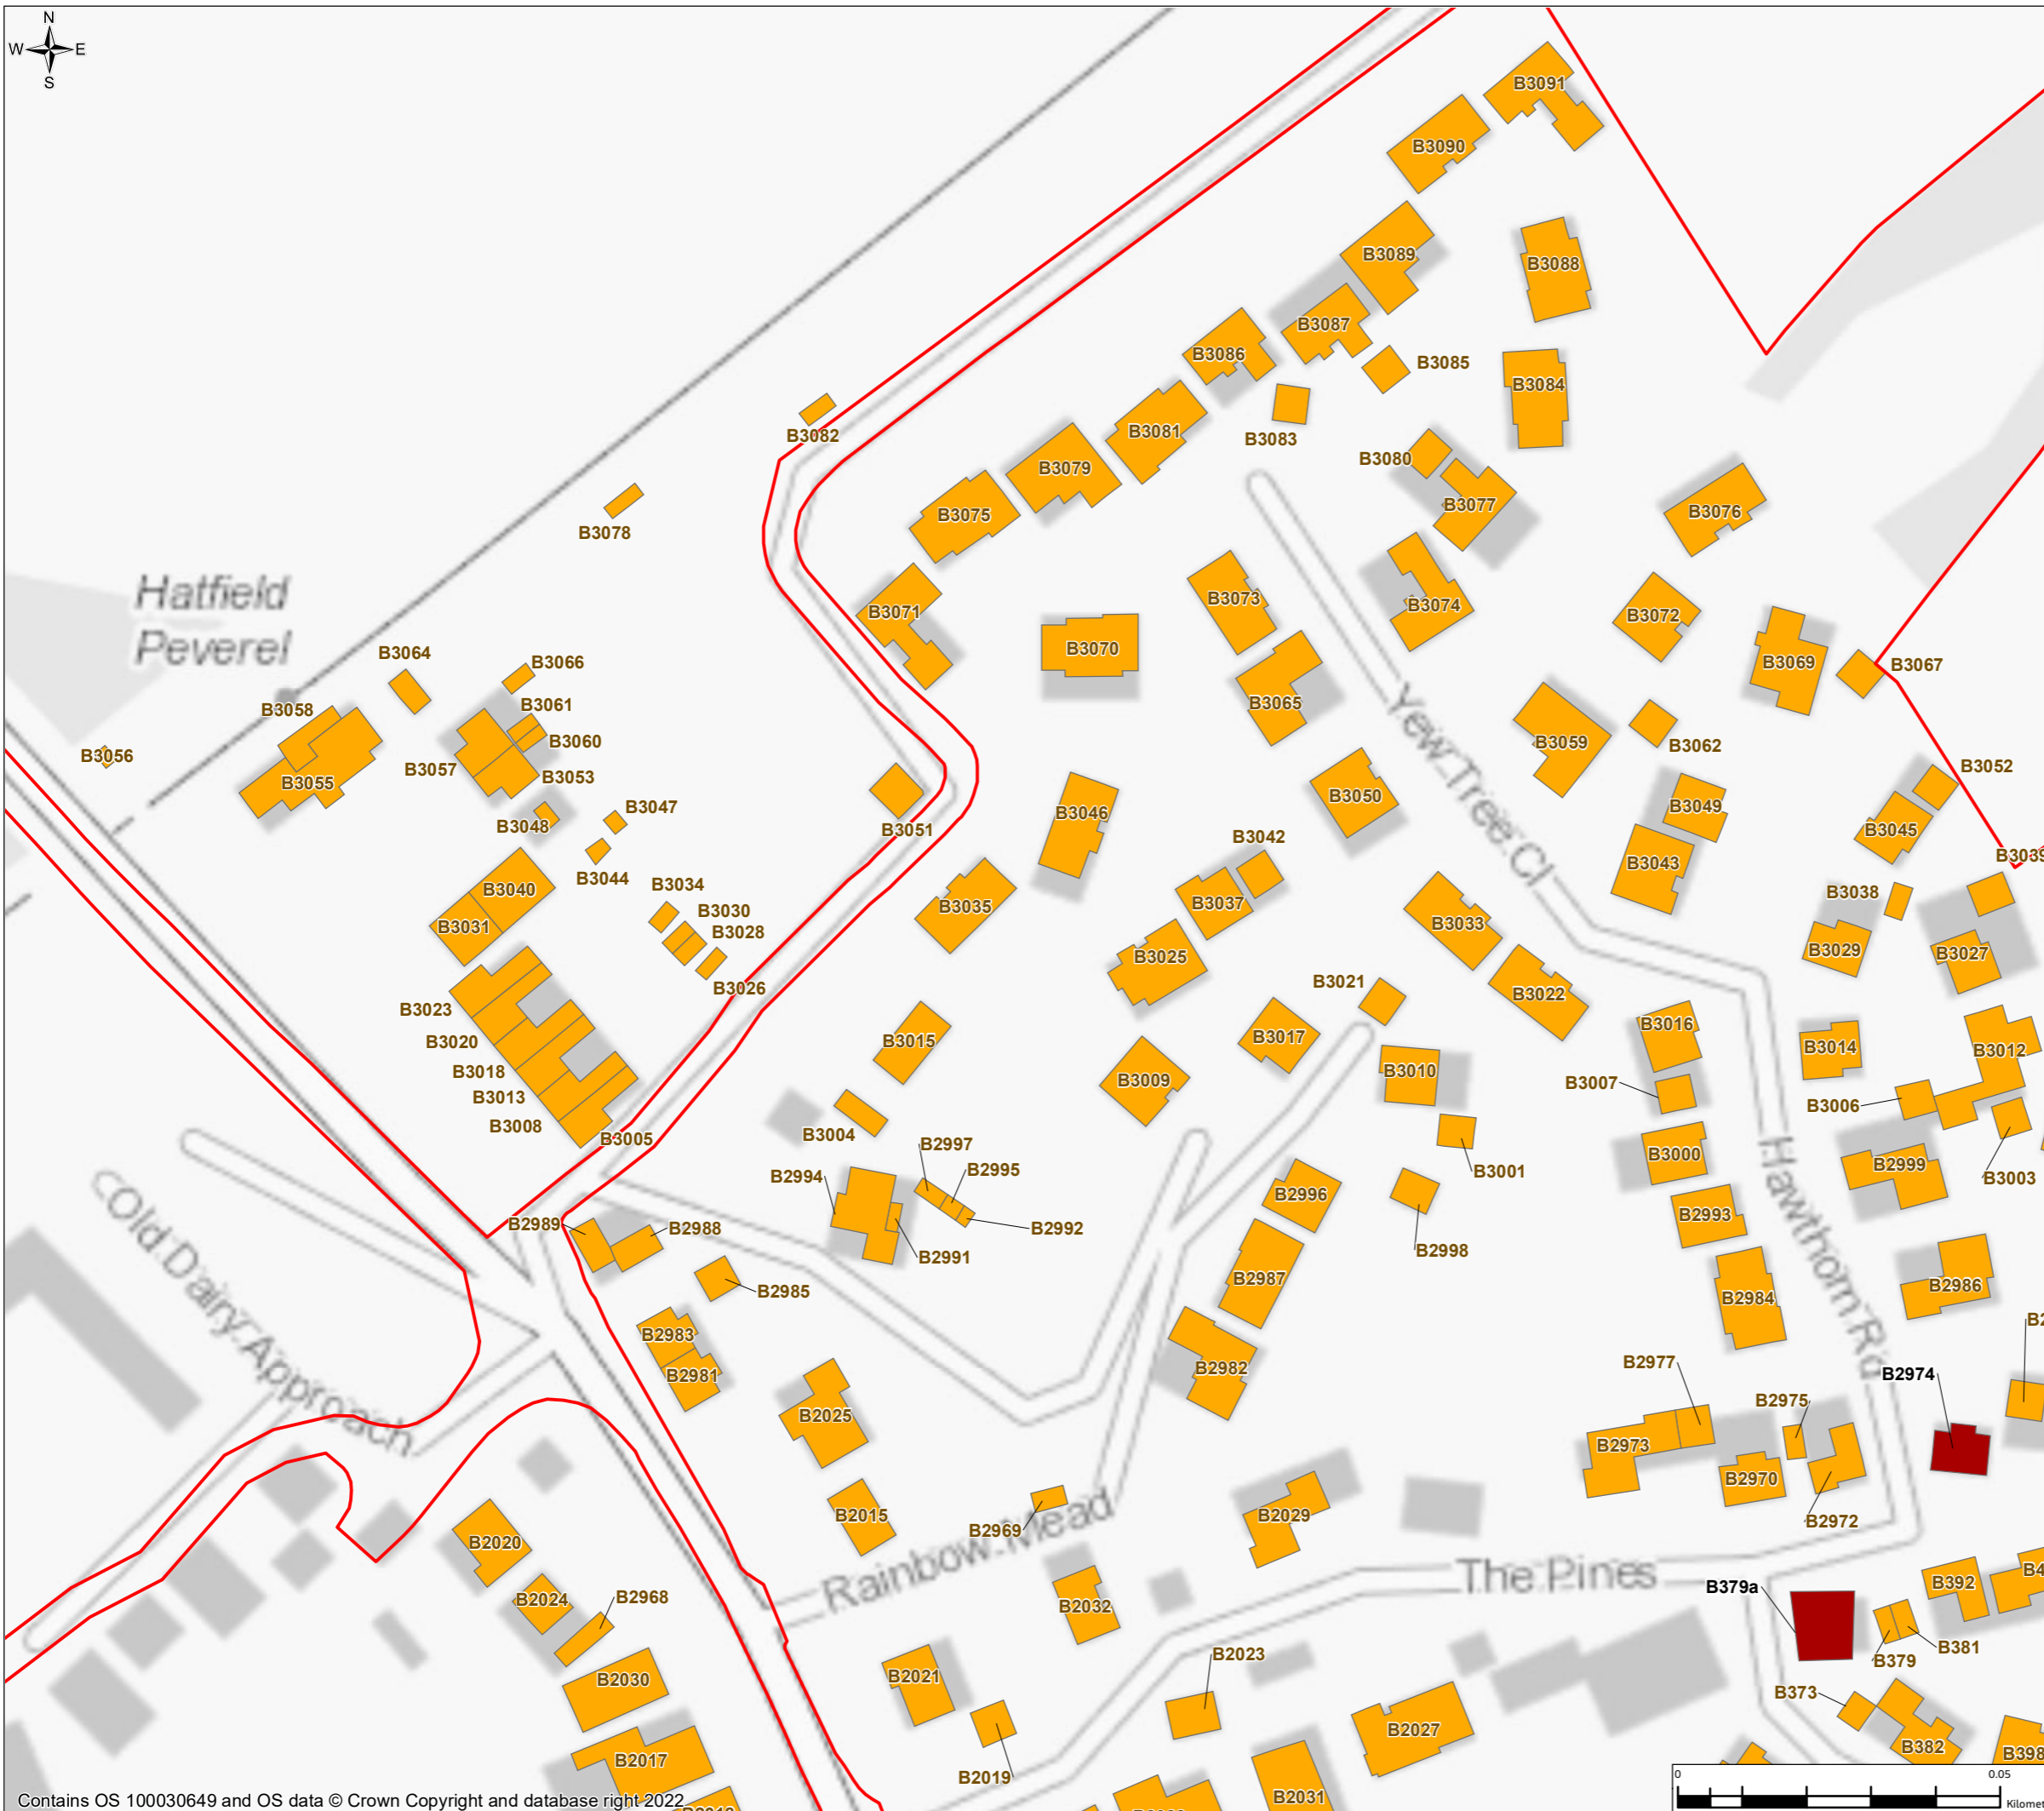 N
W E
S
B3091
B3090
B3089
B3088
B3087
B3086
B3085
B3084
B3082
B3081
B3083
B3080
B3079
B3077
B3075
B3076
B3078
Hatfield
Peverel
B3073
B3074
B3071
B3072
B3070
B3069
B3067
B3064
B3066
B3065
B3061
B3058
B3060
B3059
B3062
B3056
B3057
B3053
B3055
B3052
Yew Tree Cl
B3050
B3049
B3047
B3048
B3046
B3051
B3045
B3042
B3043
B3039
B3044
B3040
B3034
B3038
B3037
B3035
B3030
B3031
B3028
B3033
B3029
B3027
B3025
B3026
B3021
B3022
B3023
B3020
B3015
B3017
B3016
B3014
B3012
B3018
B3010
B3009
B3007
B3013
B3006
B3008
B3005
B3004
B2997
B3000
B2999
B2995
B3001
B2994
B3003
B2996
Hawthorn Rd
B2993
B2989
B2988
B2992
B2998
B2991
B2987
B2986
B2985
B2984
Old Dairy Approach
B2983
B2977
B2982
B2974
B2981
B2975
B2025
B2973
B2970
B2015
B2029
B2972
B2969
B2020
Rainbow Mead
The Pines
B379a
B392
B2968
B2024
B2032
B381
B2023
B379
B2021
B2030
B373
B2027
B382
B398
B2017
B2019
B2031
0 0.05
Contains OS 100030649 and OS data © Crown Copyright and database right 2022